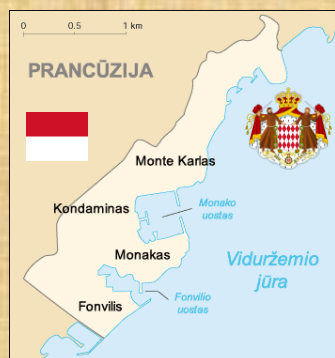 0 0.5 1 km
PRANCŪZIJA
Monte Karlas
Kondaminas
Monako
uostas
Monakas
Viduržemio
jūra
Fonvilio
uostas
Fonvilis